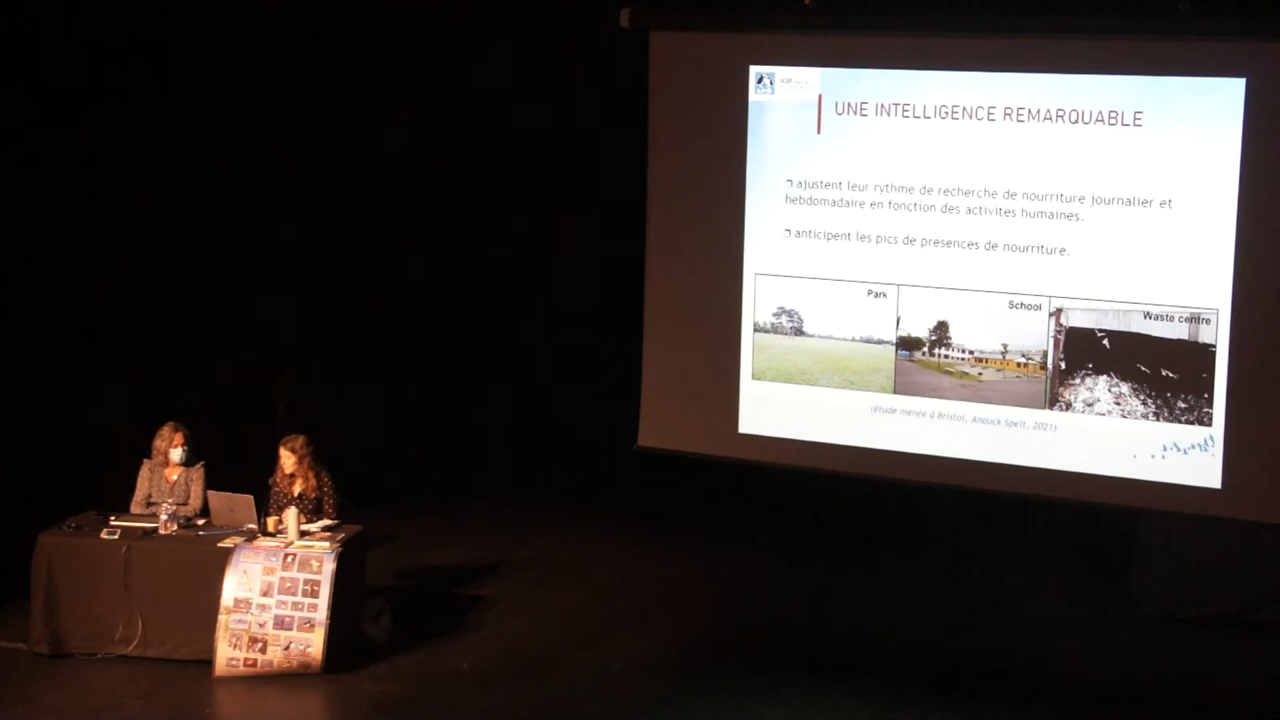 UNE INTELLIGENCE REMARQUABLE
ajustent leur rythme de recherche de nourriture journalier et
hebdomadaire en fonction des activites humaines.
anticipent les pics de presences de nourriture.
Park
School
Waste centre
(étude menée à Bristol, Anouck Spelt, 2021)